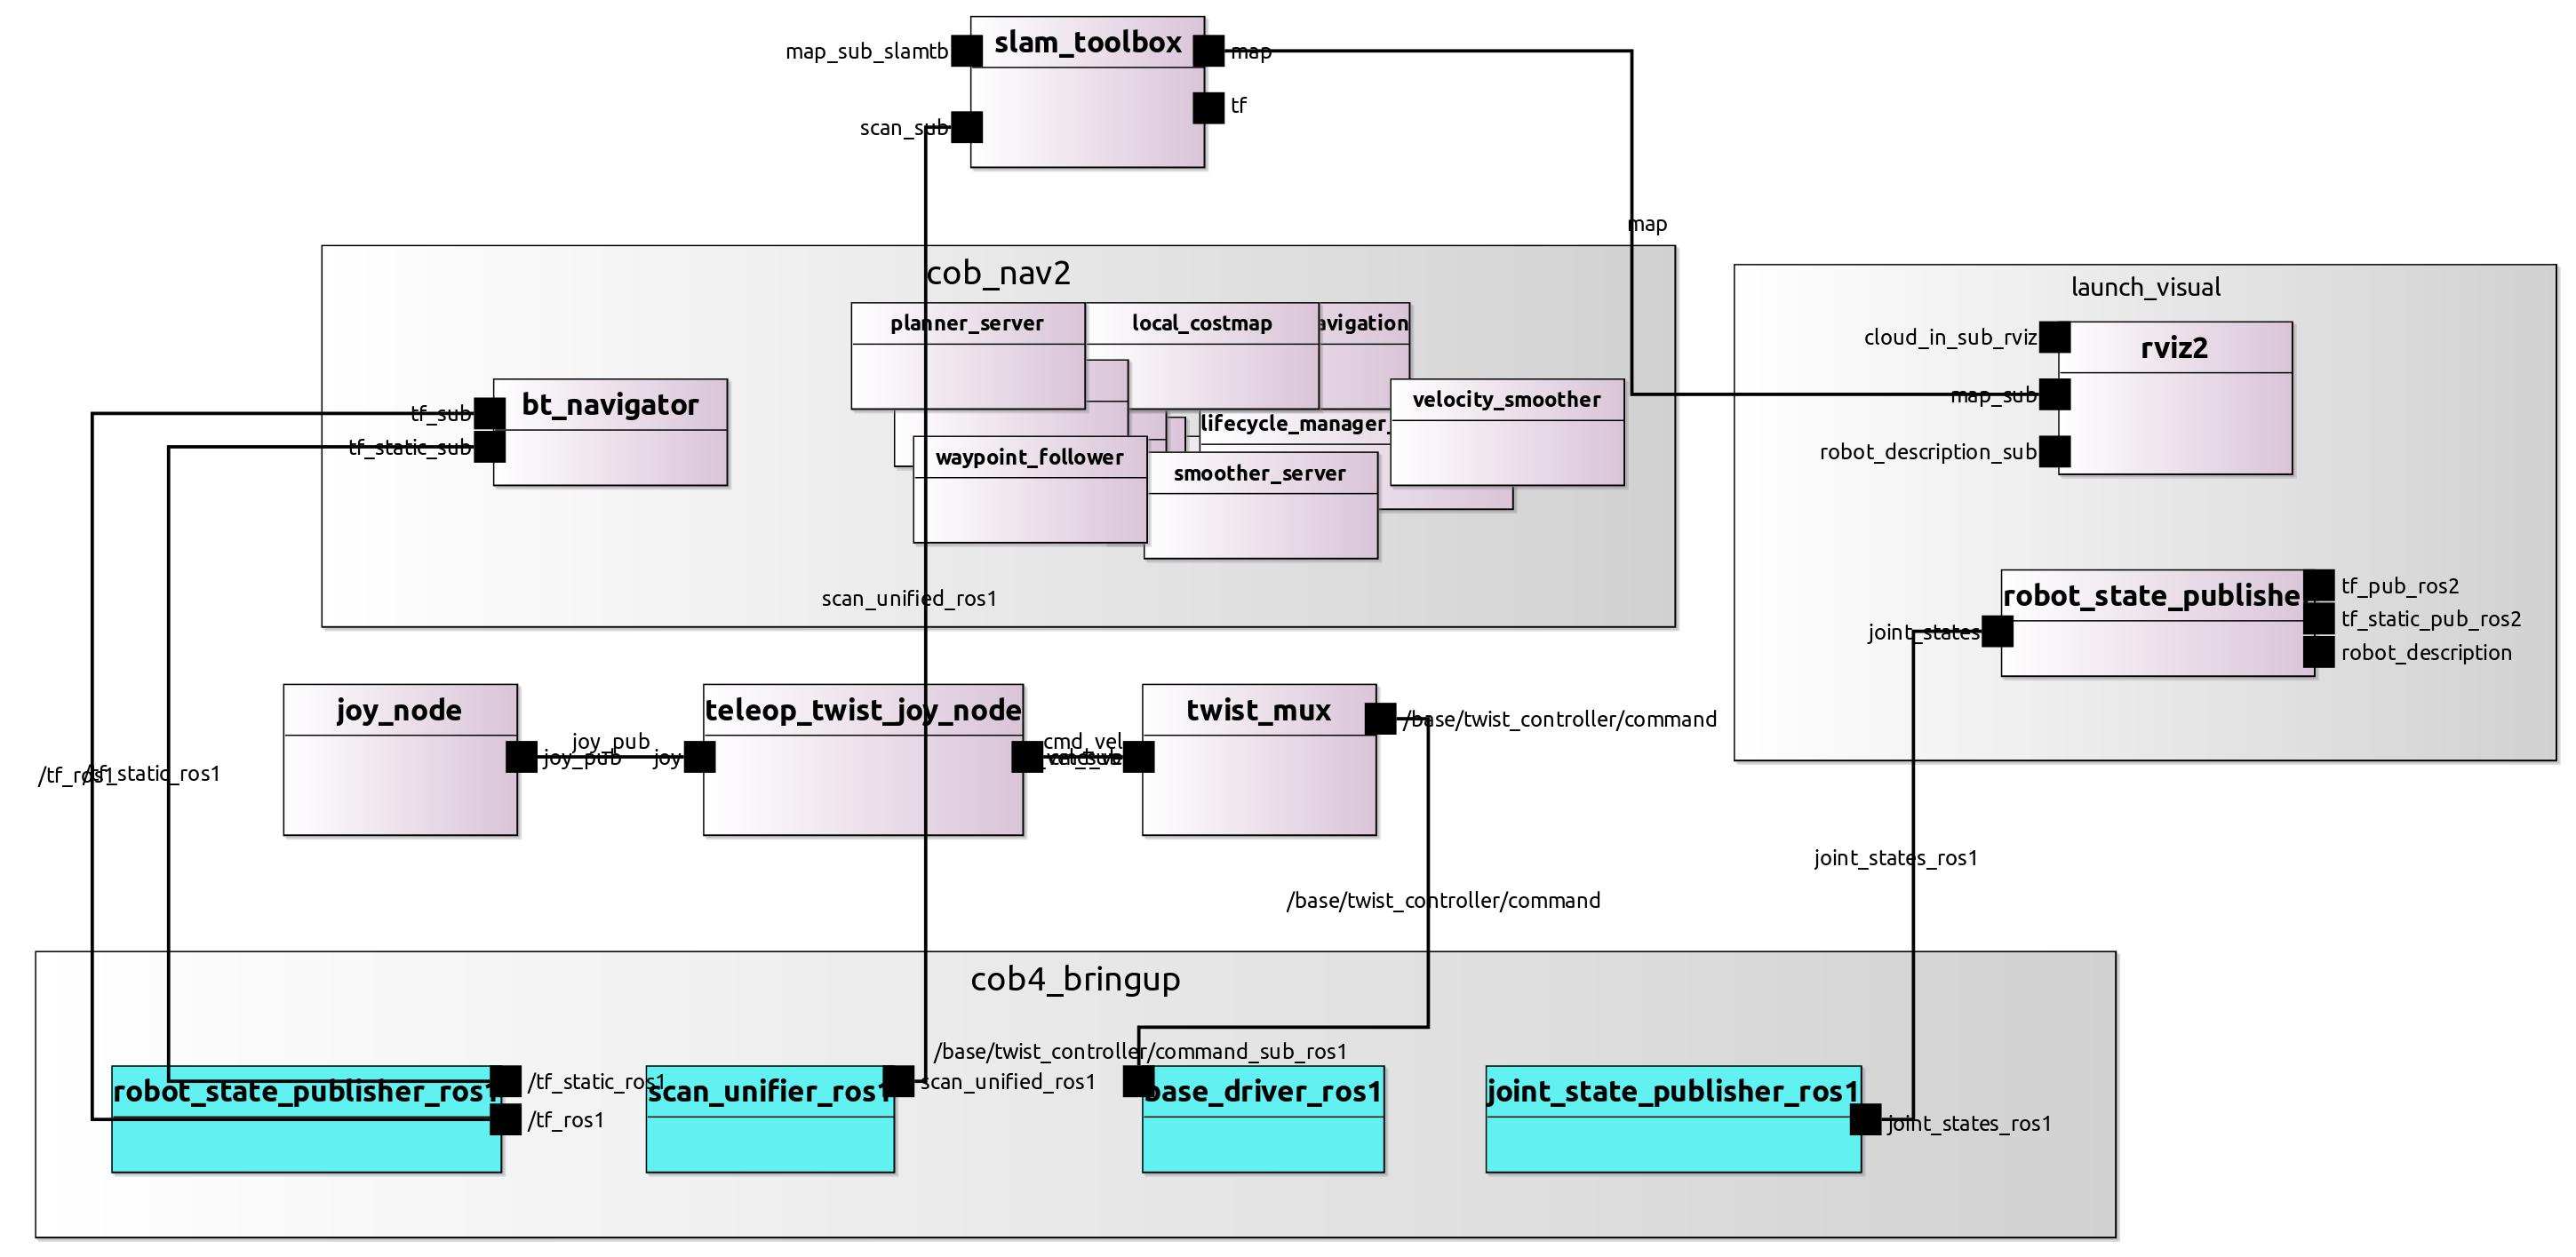 slam_toolbox
map_sub_slamtb
map
tf
scan_sub
map
cob_nav2
launch_visual
planner_server
local_costmap
avigation
cloud_in_sub_rviz
rviz2
bt_navigator
velocity_smoother
map_sub
tf_sub
lifecycle_manager_
tf_static_sub
robot_description_sub
waypoint_follower
smoother_server
scan_unified_ros1
robot_state_publishe
tf_pub_ros2
tf_static_pub_ros2
joint_states
robot_description
joy_node
teleop_twist_joy_node
twist_mux
/base/twist_controller/command
joy_pub
cmd_vel
joy_pub
joy
/tf_ros1
/tf_static_ros1
joint_states_ros1
/base/twist_controller/command
cob4_bringup
/base/twist_controller/command_sub_ros1
robot_state_publisher_ros1
/tf_static_ros1
scan_unifier_ros1
scan_unified_ros1
base_driver_ros1
joint_state_publisher_ros1
/tf_ros1
joint_states_ros1